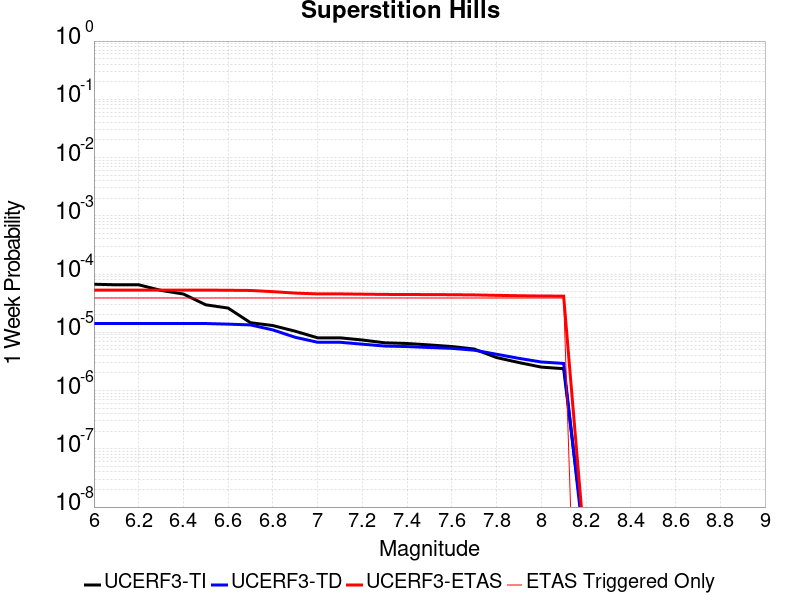 Superstition Hills
10^0
10^-1
10^-2
10^-3
10^-4
10^-5
10^-6
10^-7
10^-8
1 Week Probability
6 6.2 6.4 6.6 6.8 7 7.2 7.4 7.6 7.8 8 8.2 8.4 8.6 8.8 9
Magnitude
UCERF3-TI UCERF3-TD UCERF3-ETAS ETAS Triggered Only